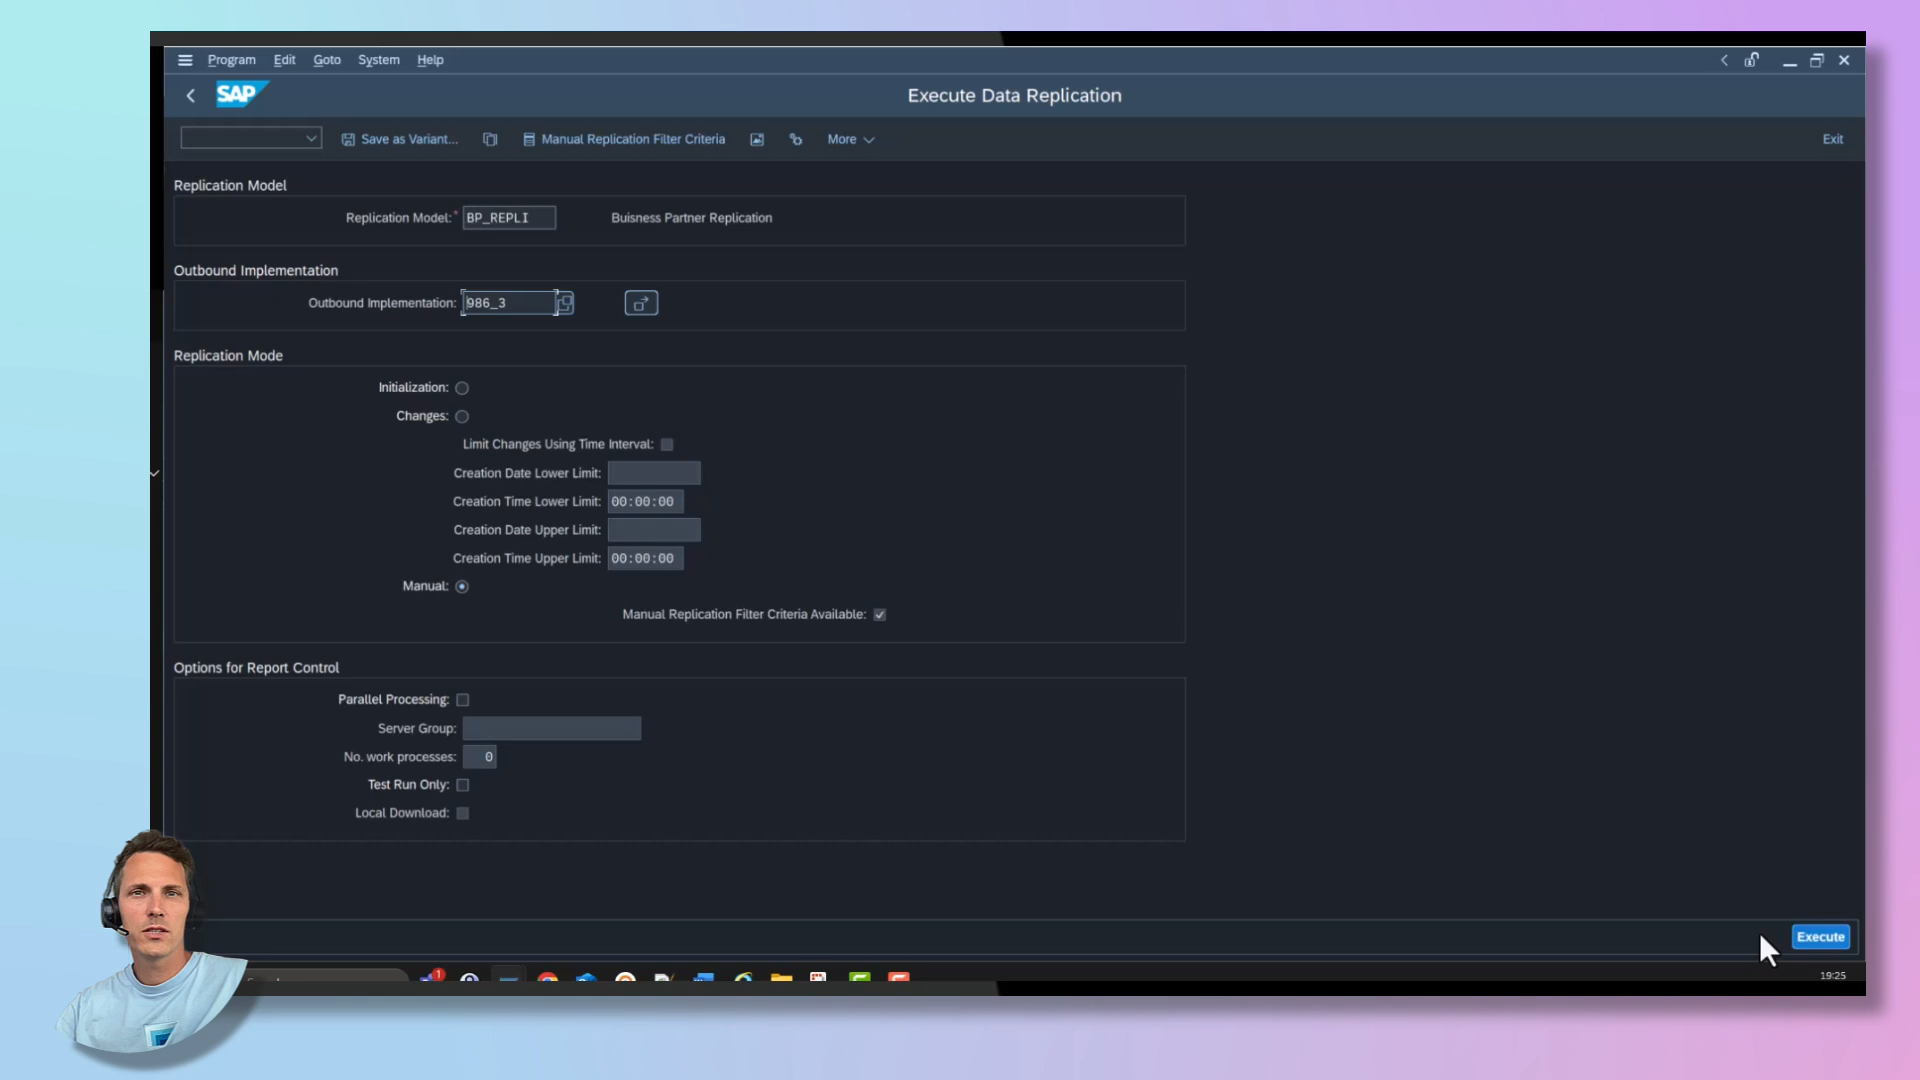 Program Edit Goto System Help
SAP
Execute Data Replication
Save as Variant... Manual Replication Filter Criteria More Exit
Replication Model
Replication Model:* BP_REPLI Buisness Partner Replication
Outbound Implementation
Outbound Implementation: 986_3
Replication Mode
Initialization:
Changes:
Limit Changes Using Time Interval:
Creation Date Lower Limit:
Creation Time Lower Limit: 00:00:00
Creation Date Upper Limit:
Creation Time Upper Limit: 00:00:00
Manual:
Manual Replication Filter Criteria Available:
Options for Report Control
Parallel Processing:
Server Group:
No. work processes: 0
Test Run Only:
Local Download:
Execute
1
19:25